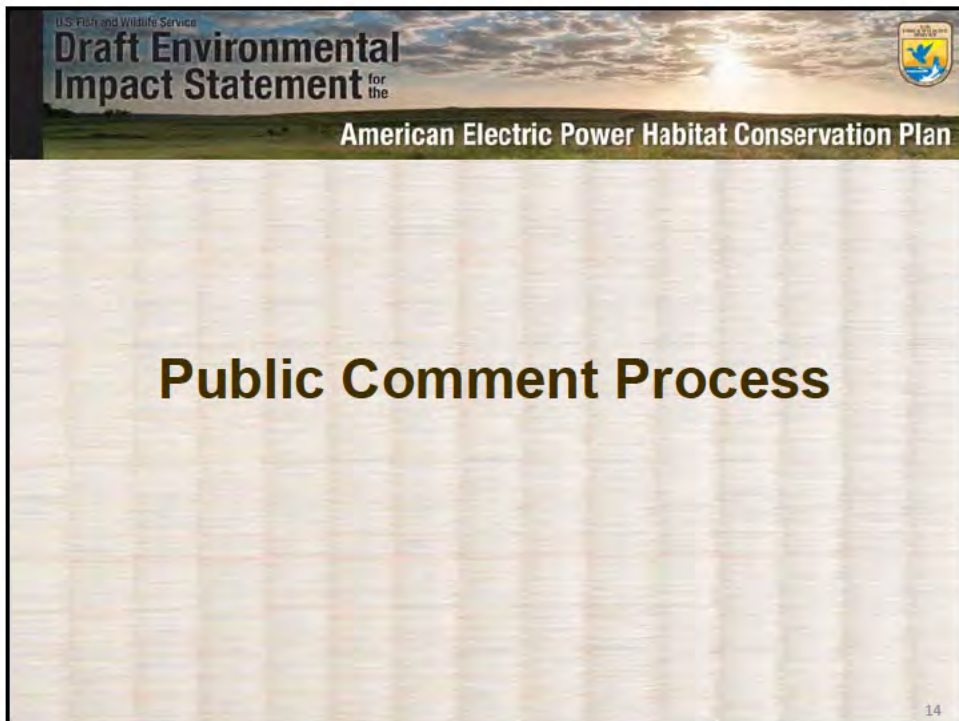 U.S. Fish and Wildlife Service
Draft Environmental
Impact Statement for the
American Electric Power Habitat Conservation Plan
Public Comment Process
14